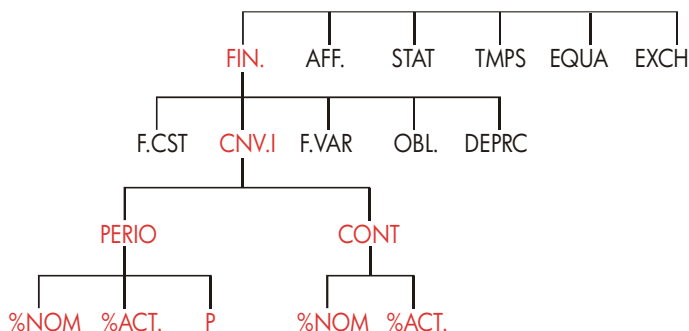 FIN. AFF. STAT TMPS EQUA EXCH
F.CST CNV.I F.VAR OBL. DEPRC
PERIO CONT
%NOM %ACT. P %NOM %ACT.